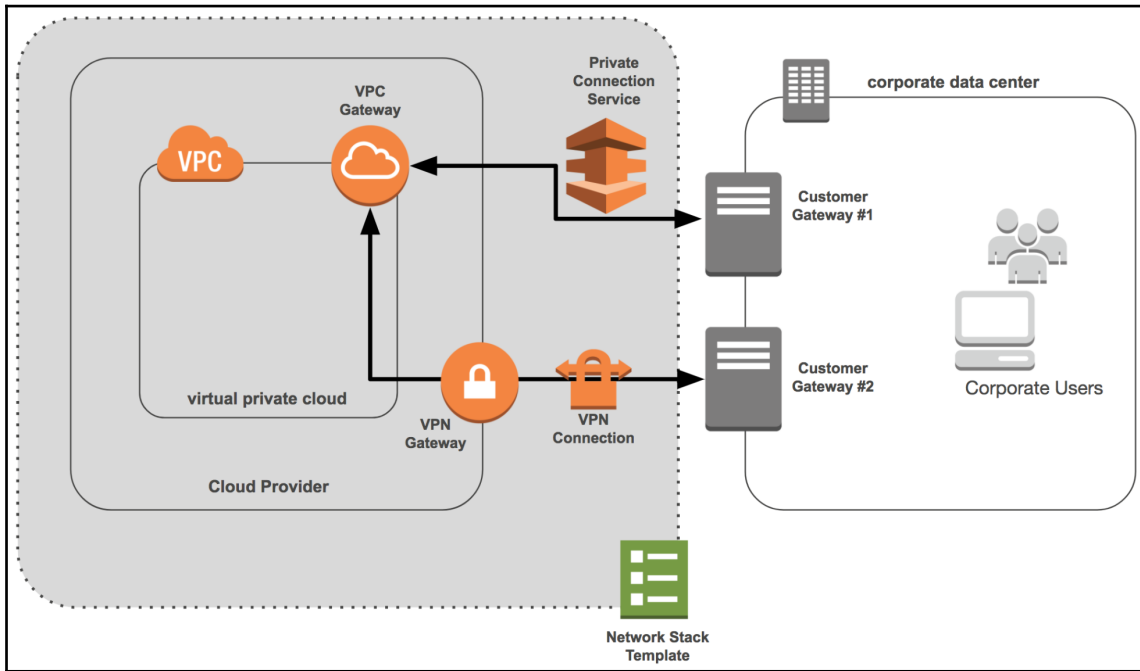 Private
Connection
Service
corporate data center
VPC
Gateway
VPC
Customer
Gateway #1
Customer
Gateway #2
Corporate Users
virtual private cloud
VPN
Gateway
VPN
Connection
Cloud Provider
Network Stack
Template